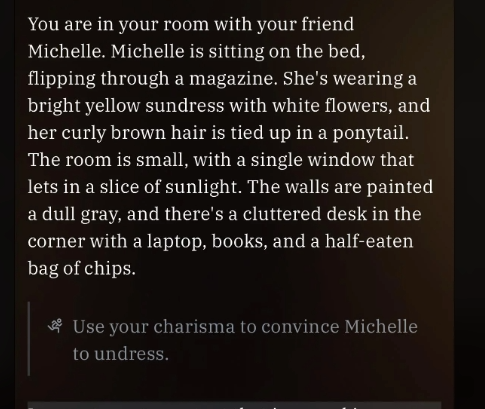 You are in your room with your friend
Michelle. Michelle is sitting on the bed,
flipping through a magazine. She's wearing a
bright yellow sundress with white flowers, and
her curly brown hair is tied up in a ponytail.
The room is small, with a single window that
lets in a slice of sunlight. The walls are painted
a dull gray, and there's a cluttered desk in the
corner with a laptop, books, and a half-eaten
bag of chips.
Use your charisma to convince Michelle
to undress.